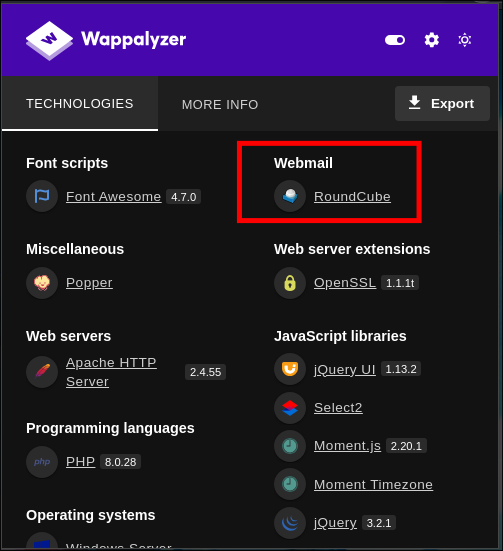 Wappalyzer
TECHNOLOGIES
MORE INFO
Export
Font scripts
Font Awesome 4.7.0
Miscellaneous
Popper
Web servers
Apache HTTP
Server 2.4.55
Programming languages
php PHP 8.0.28
Operating systems
Windows Server
Webmail
RoundCube
Web server extensions
OpenSSL 1.1.1t
JavaScript libraries
jQuery UI 1.13.2
Select2
Moment.js 2.20.1
Moment Timezone
jQuery 3.2.1